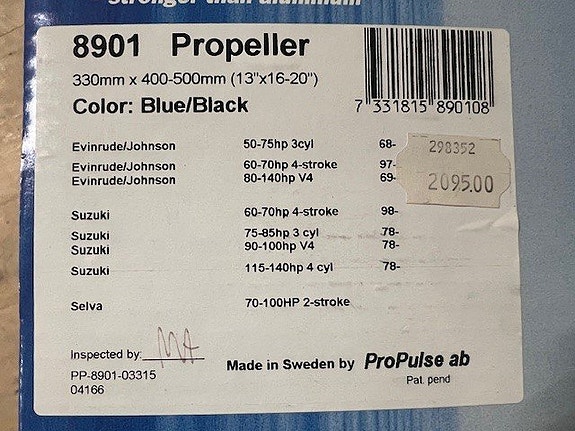 stronger than aluminum
8901 Propeller
330mm x 400-500mm (13"x16-20")
Color: Blue/Black
7 331815 890108
Evinrude/Johnson 50-75hp 3cyl 68-
Evinrude/Johnson 60-70hp 4-stroke 97-
Evinrude/Johnson 80-140hp V4 69-
298352
2095.00
Suzuki 60-70hp 4-stroke 98-
Suzuki 75-85hp 3 cyl 78-
Suzuki 90-100hp V4 78-
Suzuki 115-140hp 4 cyl 78-
Selva 70-100HP 2-stroke
Inspected by:
PP-8901-03315
04166
Made in Sweden by ProPulse ab
Pat. pend